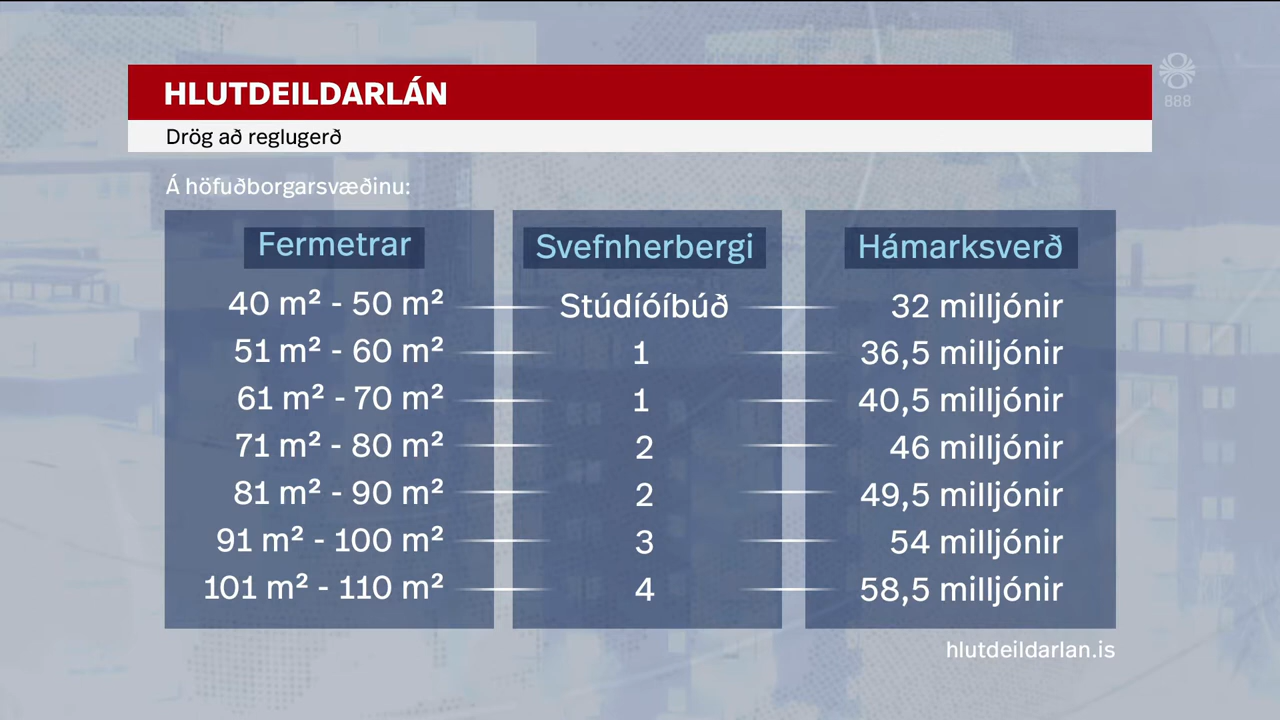 HLUTDEILDARLÁN
888
Drög að reglugerð
Á höfuðborgarsvæðinu:
Fermetrar Svefnherbergi Hámarksverð
40 m² - 50 m² Stúdíóíbúð 32 milljónir
51 m² - 60 m² 1 36,5 milljónir
61 m² - 70 m² 1 40,5 milljónir
71 m² - 80 m² 2 46 milljónir
81 m² - 90 m² 2 49,5 milljónir
91 m² - 100 m² 3 54 milljónir
101 m² - 110 m² 4 58,5 milljónir
hlutdeildarlan.is